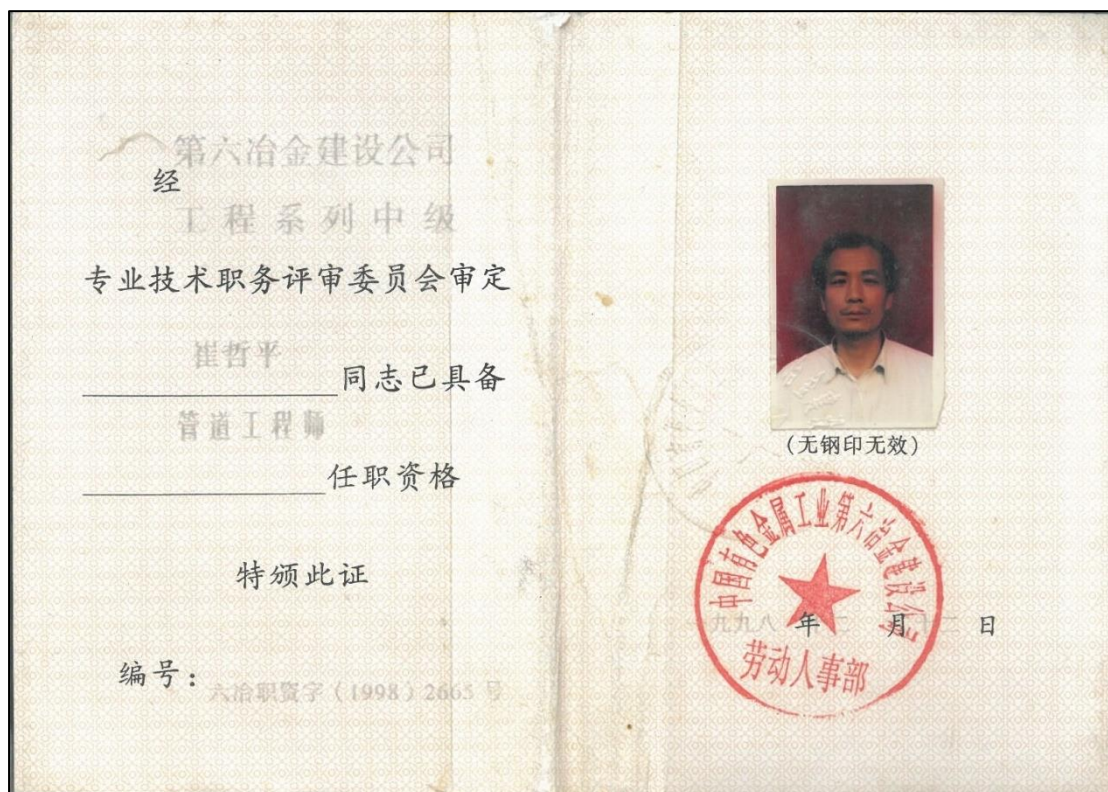 第六冶金建设公司
经
工程系列中级
专业技术职务评审委员会审定
崔哲平
同志已具备
管道工程师
任职资格
特颁此证
编号：
六冶职资字（1998）2665 号
（无钢印无效）
中国有色金属工业第六冶金建设公司
劳动人事部
一九九八 年 二 月 十二 日